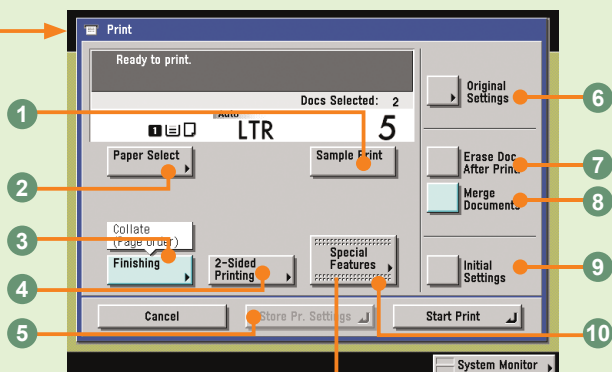 Print
Ready to print.
Docs Selected: 2
Auto
1 LTR 5
Paper Select
Sample Print
Original
Settings
Erase Doc.
After Print
Merge
Documents
Collate
(Page Order)
Finishing
2-Sided
Printing
Special
Features
Initial
Settings
Cancel
Store Pr. Settings
Start Print
System Monitor
1
2
3
4
5
6
7
8
9
10